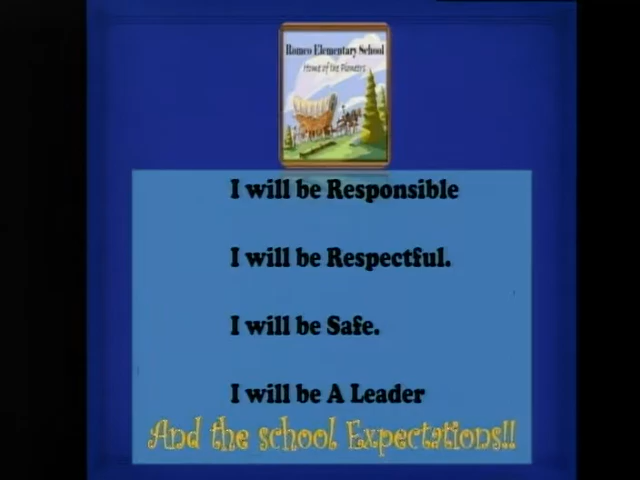 Romeo Elementary School
Home of the Pioneers
I will be Responsible
I will be Respectful.
I will be Safe.
I will be A Leader
And the school Expectations!!